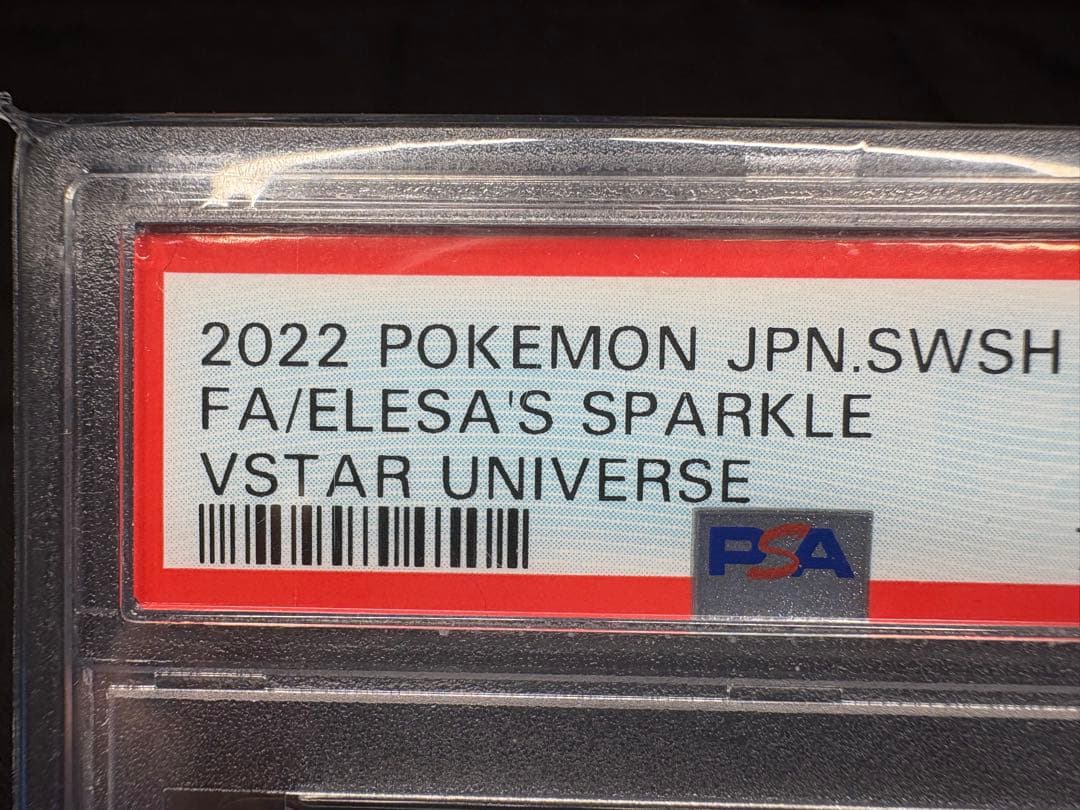 2022 POKEMON JPN.SWSH
FA/ELESA'S SPARKLE
VSTAR UNIVERSE
PSA